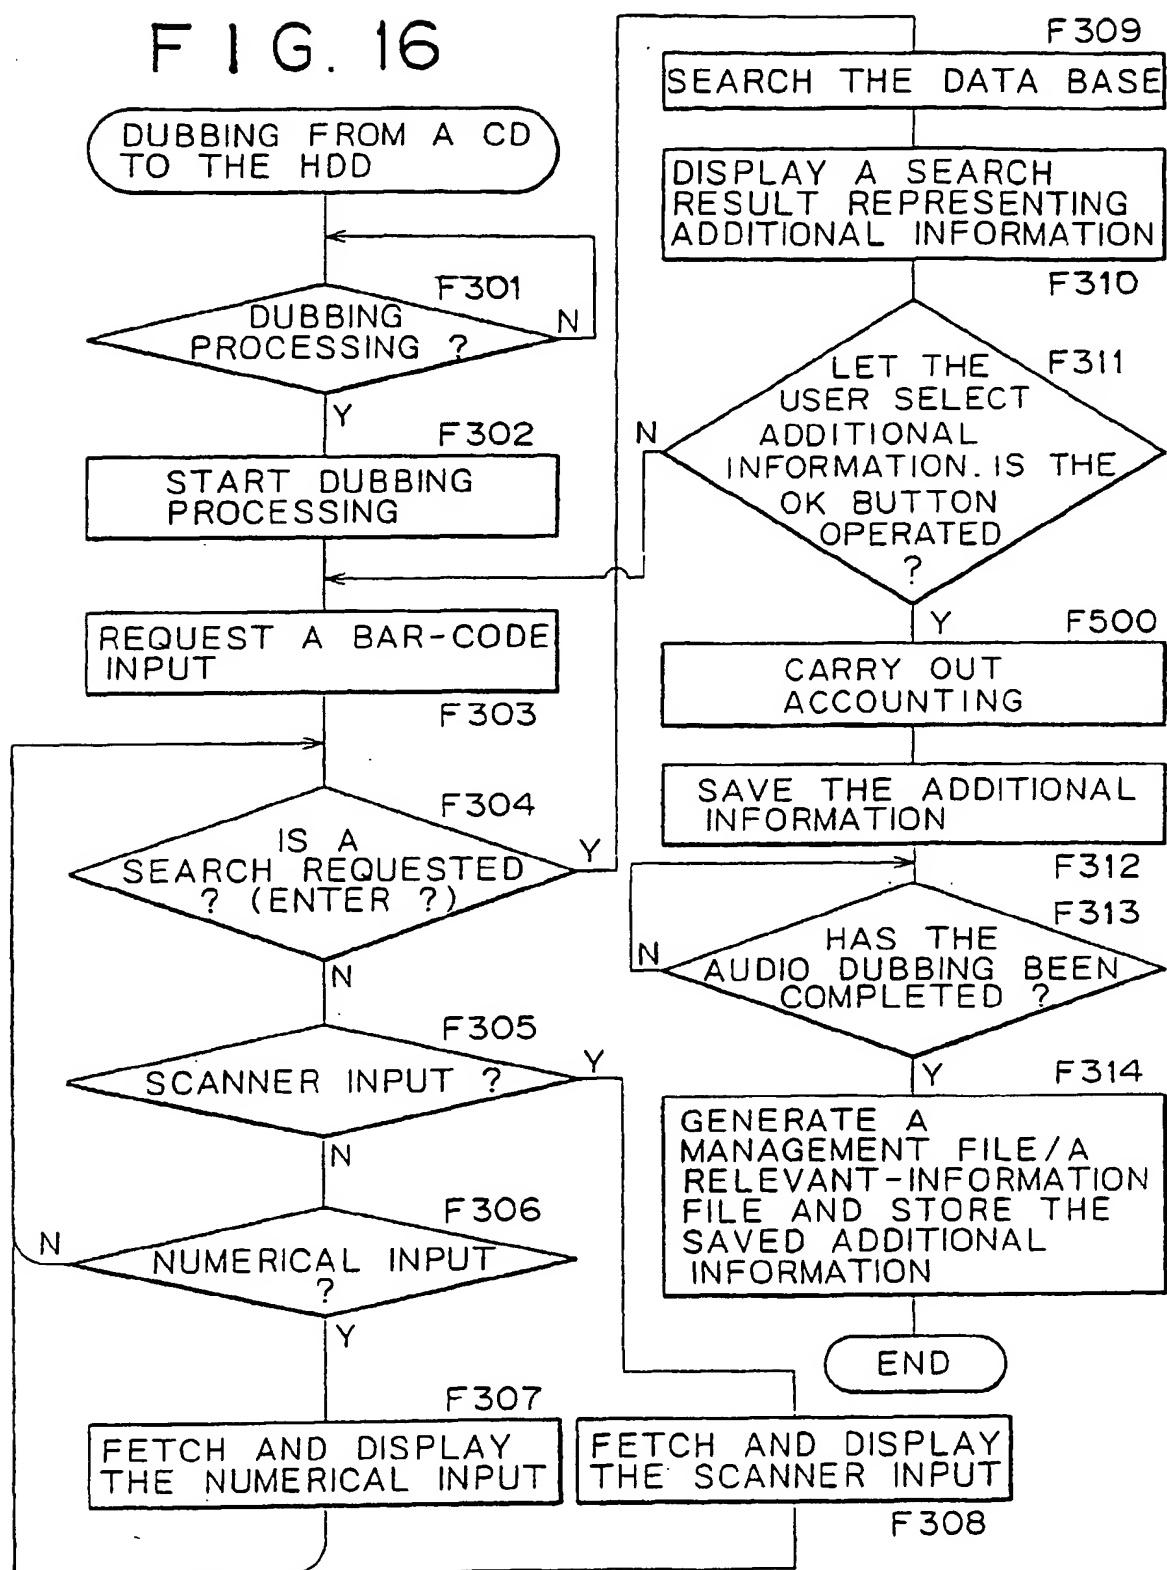 FIG. 16
DUBBING FROM A CD
TO THE HDD
F301
DUBBING
PROCESSING ?
N
Y
F302
START DUBBING
PROCESSING
REQUEST A BAR-CODE
INPUT
F303
F304
IS A
SEARCH REQUESTED
? (ENTER ?)
Y
N
F305
SCANNER INPUT ?
Y
N
F306
NUMERICAL INPUT
?
N
Y
F307
FETCH AND DISPLAY
THE NUMERICAL INPUT
FETCH AND DISPLAY
THE SCANNER INPUT
F308
F309
SEARCH THE DATA BASE
DISPLAY A SEARCH
RESULT REPRESENTING
ADDITIONAL INFORMATION
F310
F311
LET THE
USER SELECT
ADDITIONAL
INFORMATION. IS THE
OK BUTTON
OPERATED
?
N
Y
F500
CARRY OUT
ACCOUNTING
SAVE THE ADDITIONAL
INFORMATION
F312
F313
HAS THE
AUDIO DUBBING BEEN
COMPLETED ?
N
Y
F314
GENERATE A
MANAGEMENT FILE/A
RELEVANT-INFORMATION
FILE AND STORE THE
SAVED ADDITIONAL
INFORMATION
END